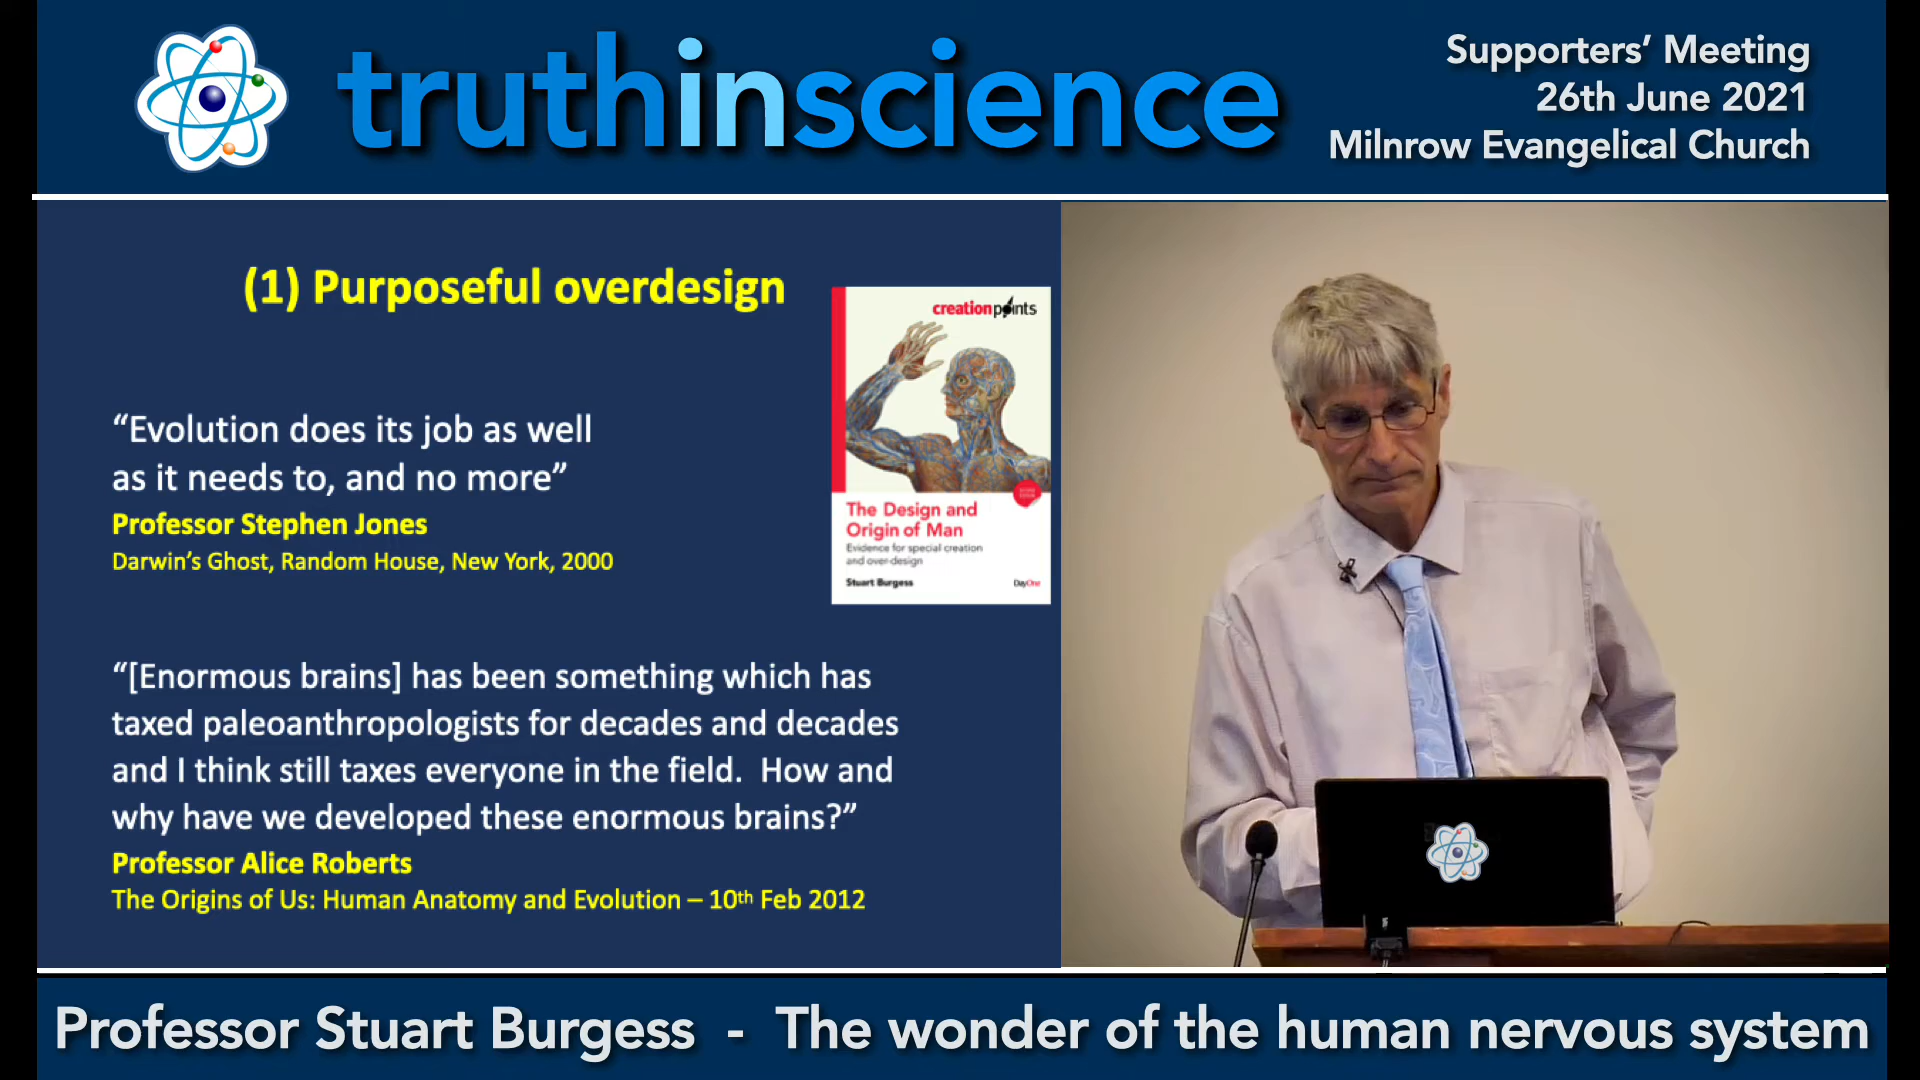 truthinscience
Supporters’ Meeting
26th June 2021
Milnrow Evangelical Church
(1) Purposeful overdesign
“Evolution does its job as well
as it needs to, and no more”
Professor Stephen Jones
Darwin’s Ghost, Random House, New York, 2000
creationpoints
The Design and
Origin of Man
Evidence for special creation
and over-design
Stuart Burgess
DayOne
“[Enormous brains] has been something which has
taxed paleoanthropologists for decades and decades
and I think still taxes everyone in the field.  How and
why have we developed these enormous brains?”
Professor Alice Roberts
The Origins of Us: Human Anatomy and Evolution – 10th Feb 2012
Professor Stuart Burgess  -  The wonder of the human nervous system